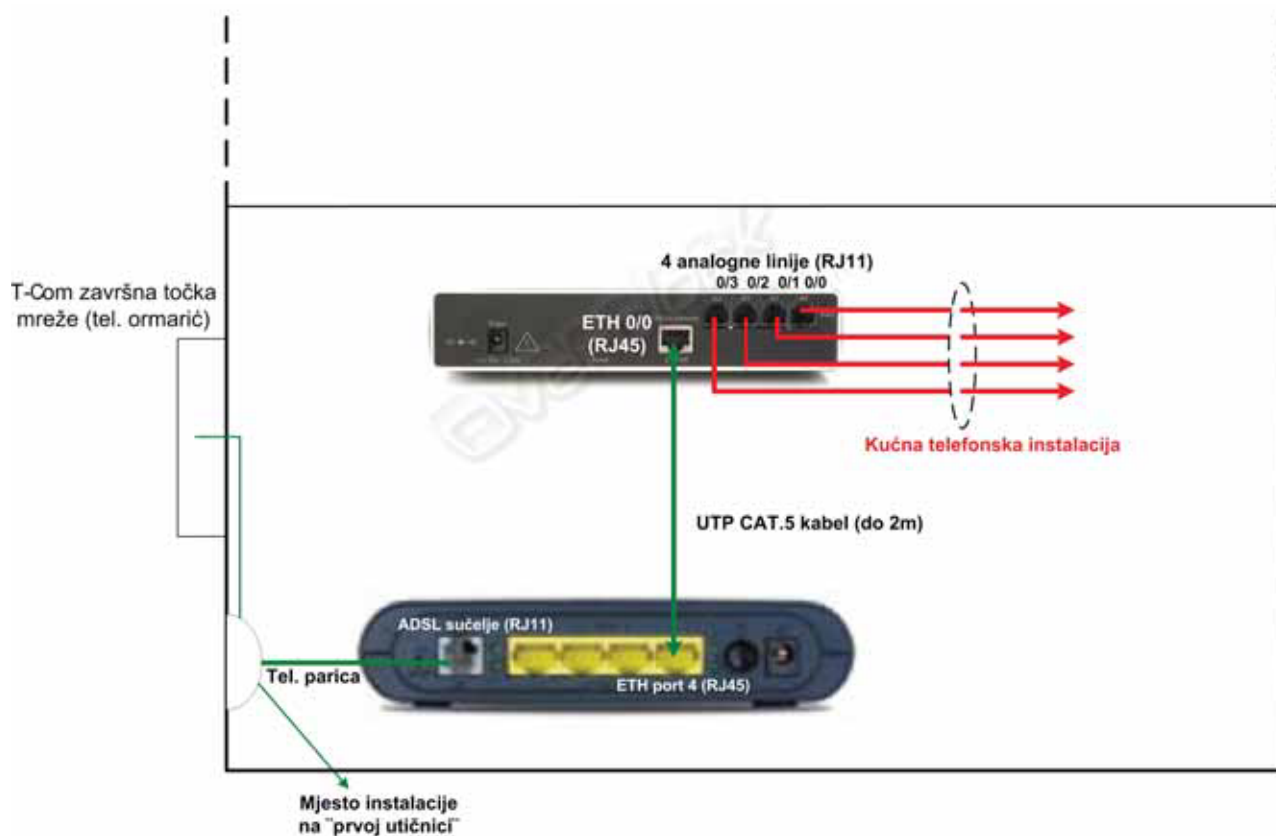 4 analogne linije (RJ11)
0/3 0/2 0/1 0/0
T-Com završna točka
mreže (tel. ormarić)
ETH 0/0
(RJ45)
Kućna telefonska instalacija
UTP CAT.5 kabel (do 2m)
ADSL sučelje (RJ11)
Tel. parica
ETH port 4 (RJ45)
Mjesto instalacije
na ¨prvoj utičnici¨